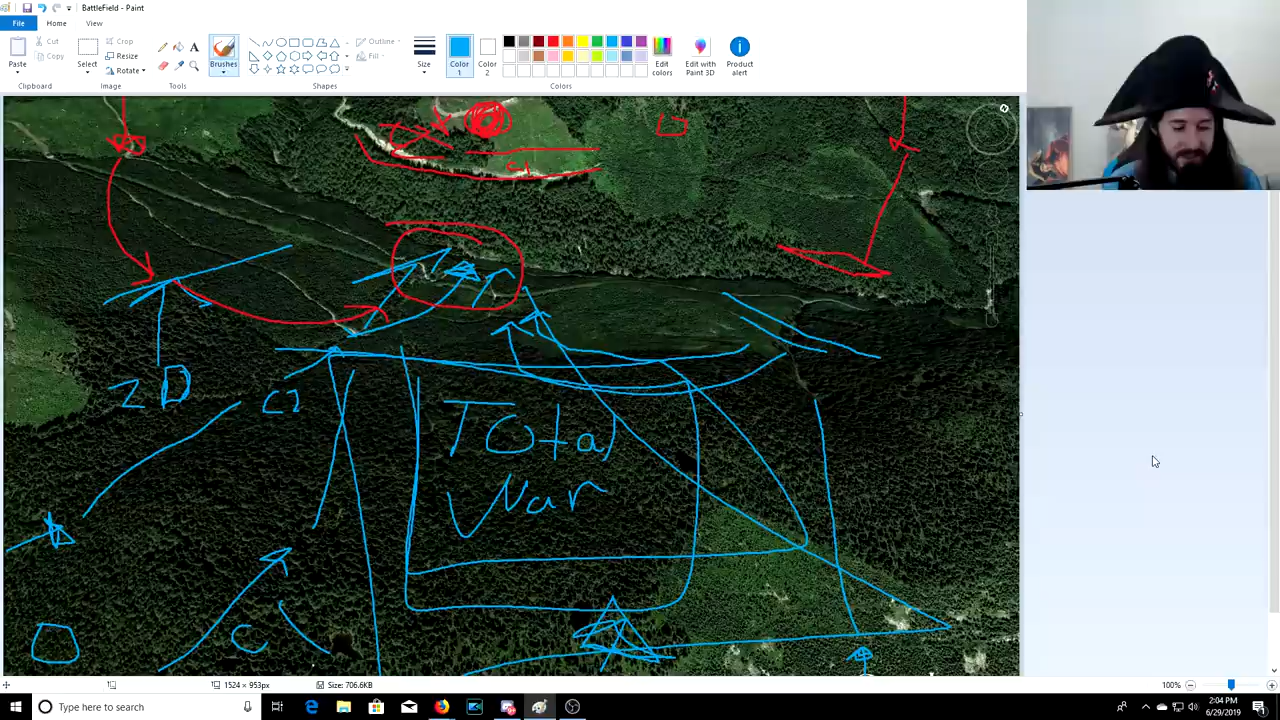 BattleField - Paint
File
Home
View
Paste
Cut
Copy
Clipboard
Select
Crop
Resize
Rotate
Image
A
Tools
Brushes
Shapes
Outline
Fill
Size
Color 1
Color 2
Edit colors
Colors
Edit with Paint 3D
Product alert
N
C1
2D
C2
Total
War
C
1524 × 953px
Size: 706.6KB
100%
Type here to search
2:04 PM
6/29/2019